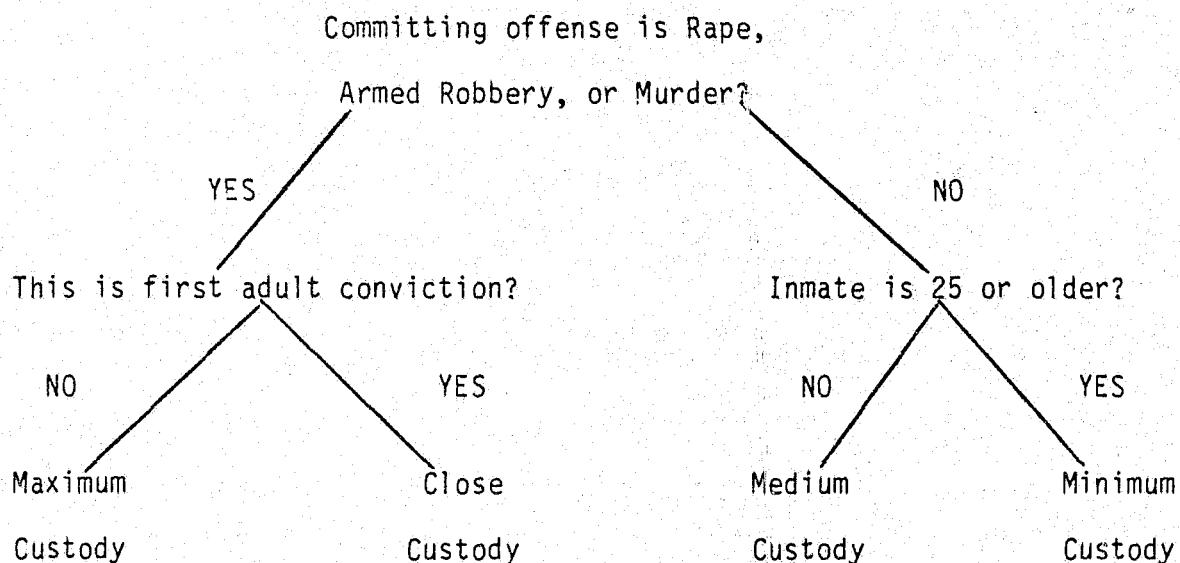 Committing offense is Rape,
Armed Robbery, or Murder?
YES NO
This is first adult conviction? Inmate is 25 or older?
NO YES NO YES
Maximum Close Medium Minimum
Custody Custody Custody Custody